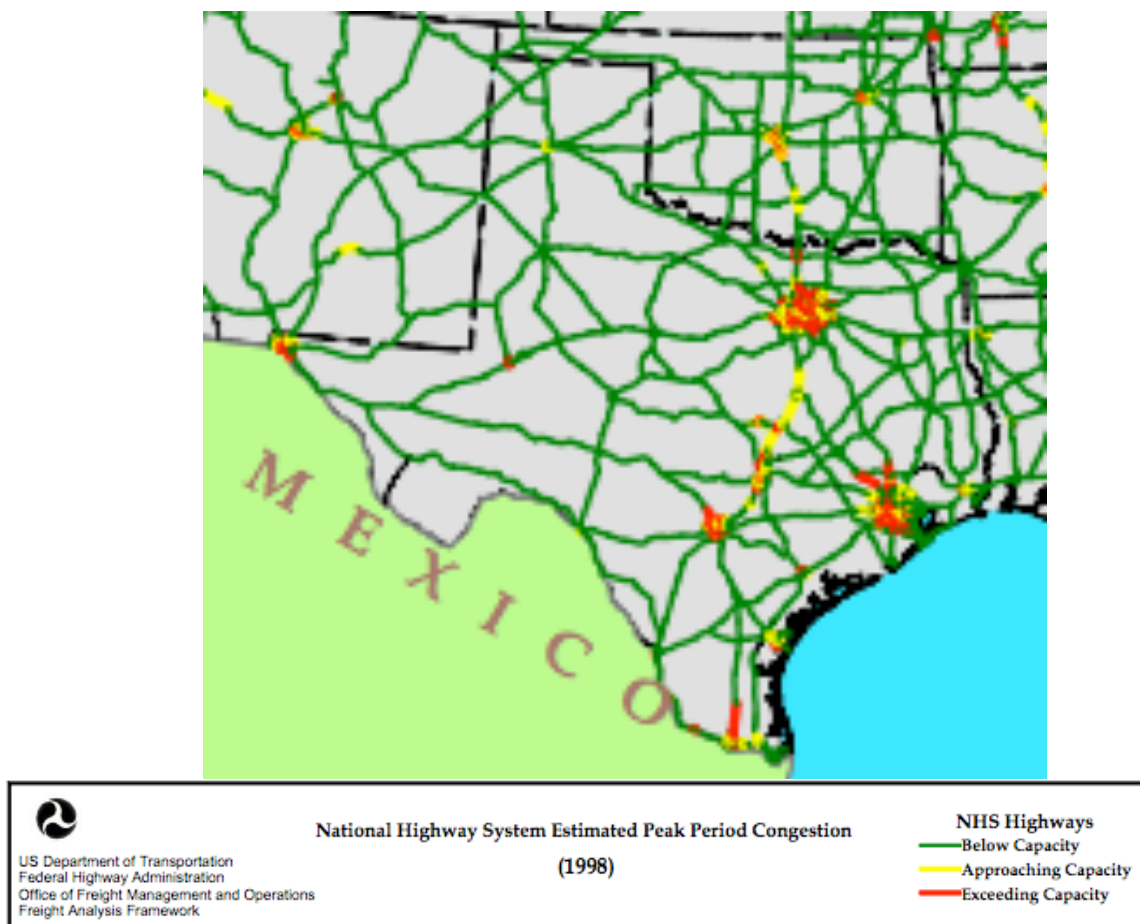 MEXICO
US Department of Transportation
Federal Highway Administration
Office of Freight Management and Operations
Freight Analysis Framework
National Highway System Estimated Peak Period Congestion
(1998)
NHS Highways
Below Capacity
Approaching Capacity
Exceeding Capacity